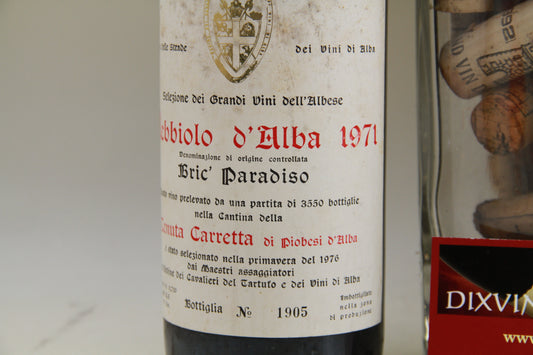 dei Vini di Alba
Selezione dei Grandi Vini dell'Albese
ebbiolo d'Alba 1971
Denominazione di origine controllata
Bric' Paradiso
vino prelevato da una partita di 3550 bottiglie
nella Cantina della
enuta Carretta di Piobesi d'Alba
è stato selezionato nella primavera del 1976
dai Maestri assaggiatori
dei Cavalieri del Tartufo e dei Vini di Alba
Bottiglia № 1905
Imbottigliato
nella zona
di produzione
DIXVIN
www.